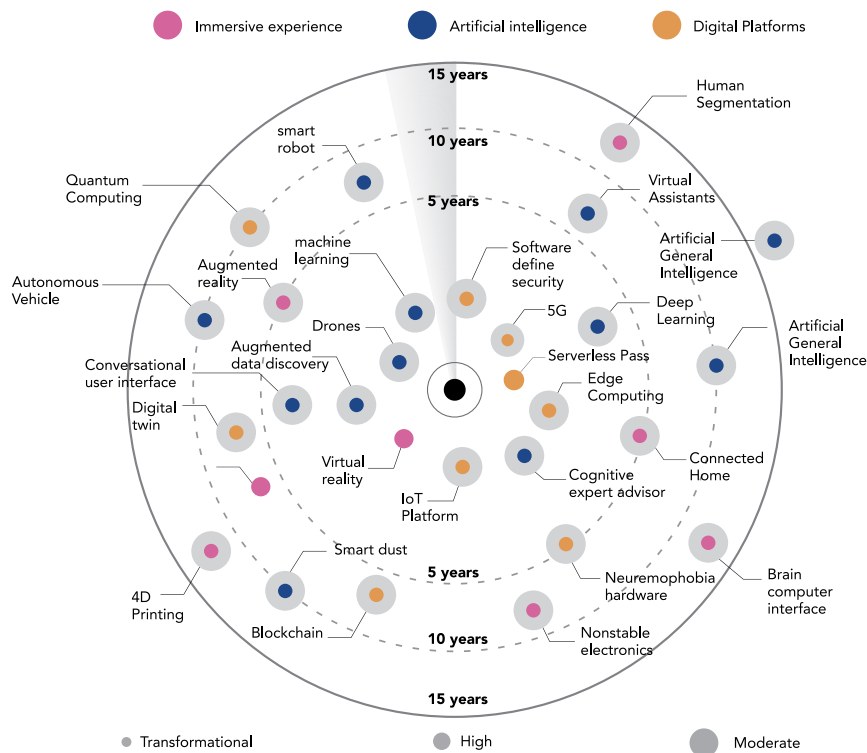 Immersive experience
Artificial intelligence
Digital Platforms
15 years
Human
Segmentation
smart
robot
10 years
Quantum
Computing
Virtual
Assistants
5 years
machine
learning
Software
define
security
Artificial
General
Intelligence
Augmented
reality
Autonomous
Vehicle
5G
Deep
Learning
Drones
Artificial
General
Intelligence
Conversational
user interface
Augmented
data discovery
Serverless Pass
Edge
Computing
Digital
twin
Virtual
reality
IoT
Platform
Cognitive
expert advisor
Connected
Home
Smart dust
5 years
Neuremophobia
hardware
Brain
computer
interface
4D
Printing
Blockchain
10 years
Nonstable
electronics
15 years
Transformational
High
Moderate